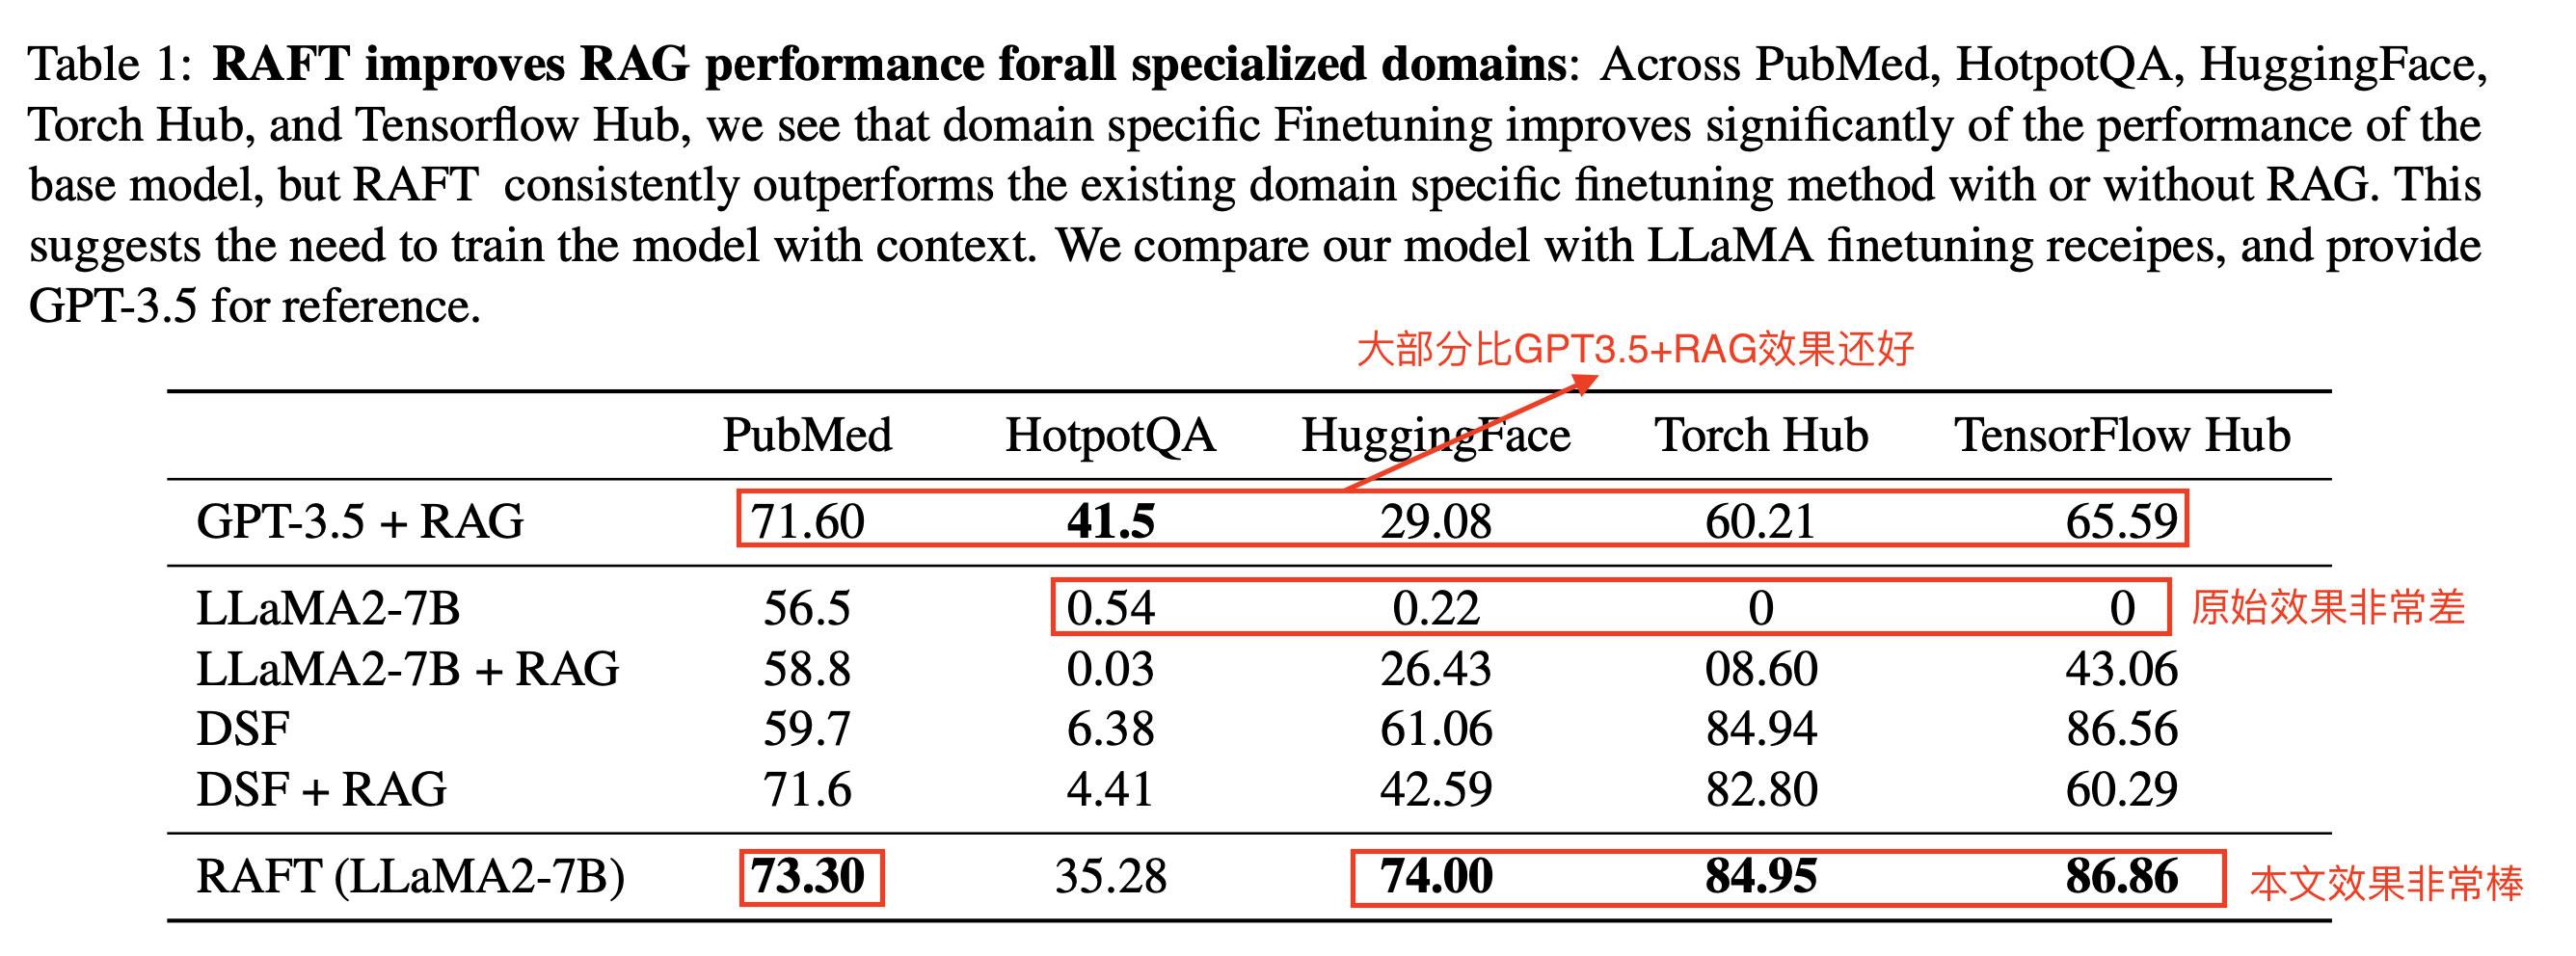 Table 1: RAFT improves RAG performance forall specialized domains: Across PubMed, HotpotQA, HuggingFace,
Torch Hub, and Tensorflow Hub, we see that domain specific Finetuning improves significantly of the performance of the
base model, but RAFT consistently outperforms the existing domain specific finetuning method with or without RAG. This
suggests the need to train the model with context. We compare our model with LLaMA finetuning receipes, and provide
GPT-3.5 for reference.
大部分比GPT3.5+RAG效果还好
PubMed HotpotQA HuggingFace Torch Hub TensorFlow Hub
GPT-3.5 + RAG 71.60 41.5 29.08 60.21 65.59
LLaMA2-7B 56.5 0.54 0.22 0 0 原始效果非常差
LLaMA2-7B + RAG 58.8 0.03 26.43 08.60 43.06
DSF 59.7 6.38 61.06 84.94 86.56
DSF + RAG 71.6 4.41 42.59 82.80 60.29
RAFT (LLaMA2-7B) 73.30 35.28 74.00 84.95 86.86 本文效果非常棒